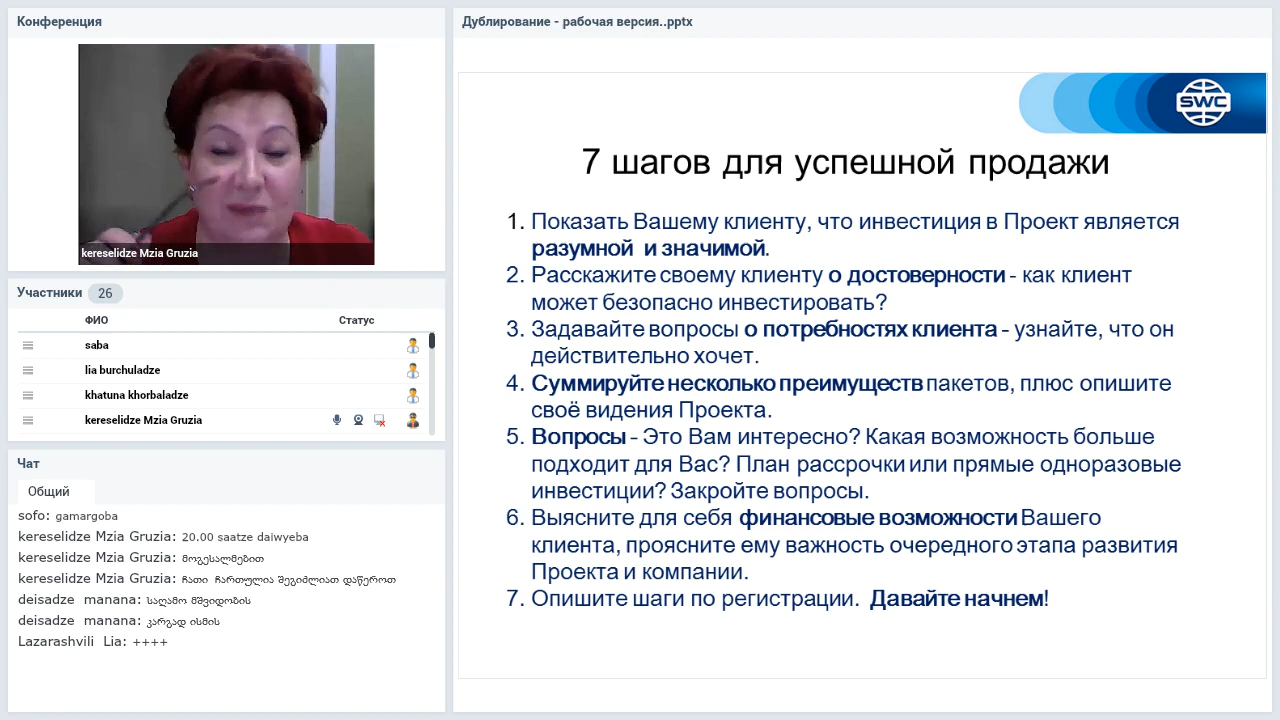 Конференция
kereselidze Mzia Gruzia
Участники 26
ФИО Статус
saba
lia burchuladze
khatuna khorbaladze
kereselidze Mzia Gruzia
Чат
Общий
sofo: gamargoba
kereselidze Mzia Gruzia: 20.00 saatze daiwyeba
kereselidze Mzia Gruzia: მოგესალმებით
kereselidze Mzia Gruzia: ჩათი ჩართულია შეგიძლიათ დაწეროთ
deisadze manana: საღამო მშვიდობის
deisadze manana: კარგად ისმის
Lazarashvili Lia: ++++
Дублирование - рабочая версия..pptx
SWC
7 шагов для успешной продажи
1. Показать Вашему клиенту, что инвестиция в Проект является
разумной и значимой.
2. Расскажите своему клиенту о достоверности - как клиент
может безопасно инвестировать?
3. Задавайте вопросы о потребностях клиента - узнайте, что он
действительно хочет.
4. Суммируйте несколько преимуществ пакетов, плюс опишите
своё видения Проекта.
5. Вопросы - Это Вам интересно? Какая возможность больше
подходит для Вас? План рассрочки или прямые одноразовые
инвестиции? Закройте вопросы.
6. Выясните для себя финансовые возможности Вашего
клиента, проясните ему важность очередного этапа развития
Проекта и компании.
7. Опишите шаги по регистрации. Давайте начнем!